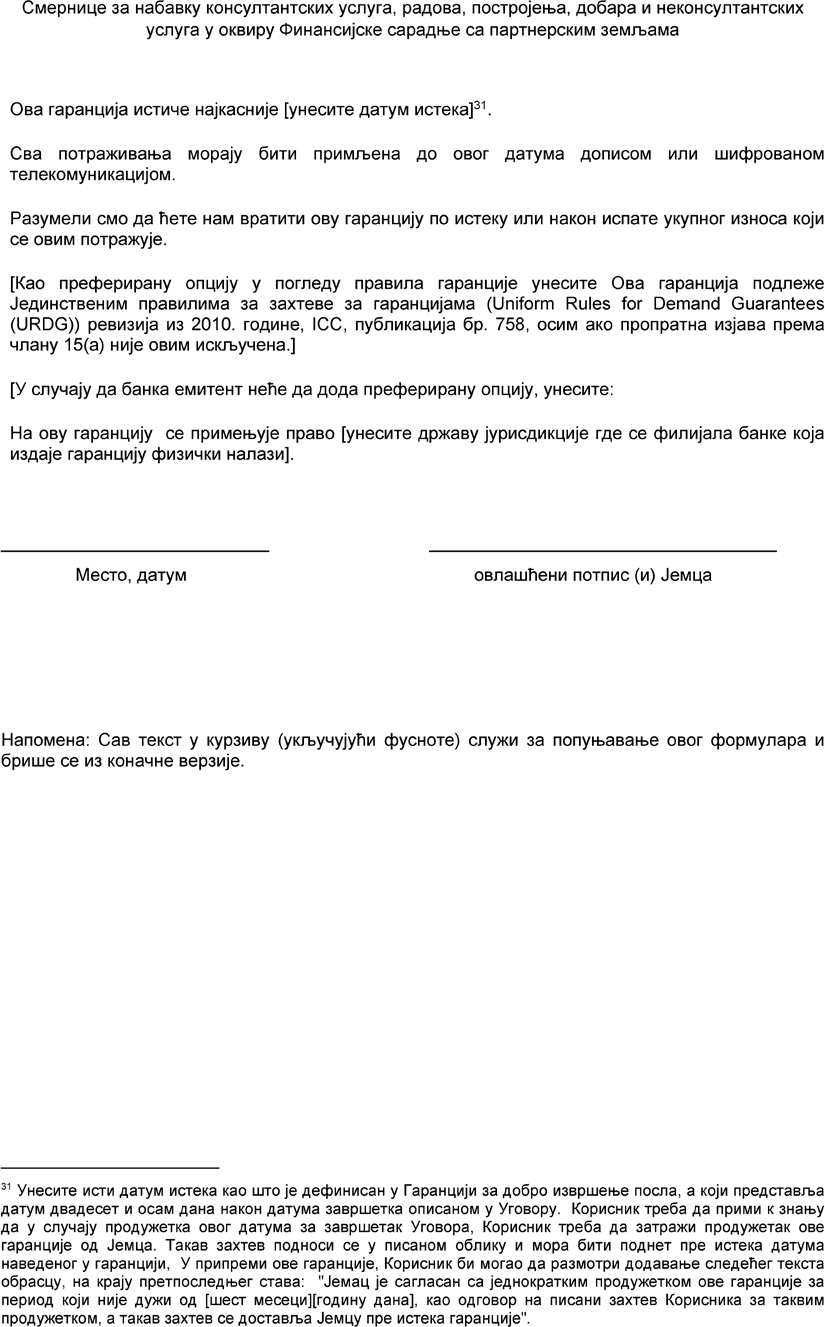 Смернице за набавку консултантских услуга, радова, постројења, добара и неконсултантских
услуга у оквиру Финансијске сарадње са партнерским земљама
Ова гаранција истиче најкасније [унесите датум истека]³¹.
Сва потраживања морају бити примљена до овог датума дописом или шифрованом
телекомуникацијом.
Разумели смо да ћете нам вратити ову гаранцију по истеку или након испате укупног износа који
се овим потражује.
[Као преферирану опцију у погледу правила гаранције унесите Ова гаранција подлеже
Јединственим правилима за захтеве за гаранцијама (Uniform Rules for Demand Guarantees
(URDG)) ревизија из 2010. године, ICC, публикација бр. 758, осим ако пропратна изјава према
члану 15(а) није овим искључена.]
[У случају да банка емитент неће да дода преферирану опцију, унесите:
На ову гаранцију  се примењује право [унесите државу јурисдикције где се филијала банке која
издаје гаранцију физички налази].
Место, датум
овлашћени потпис (и) Јемца
Напомена: Сав текст у курзиву (укључујући фусноте) служи за попуњавање овог формулара и
брише се из коначне верзије.
³¹ Унесите исти датум истека као што је дефинисан у Гаранцији за добро извршење посла, а који представља
датум двадесет и осам дана након датума завршетка описаном у Уговору.  Корисник треба да прими к знању
да у случају продужетка овог датума за завршетак Уговора, Корисник треба да затражи продужетак ове
гаранције од Јемца. Такав захтев подноси се у писаном облику и мора бити поднет пре истека датума
наведеног у гаранцији,  У припреми ове гаранције, Корисник би могао да размотри додавање следећег текста
обрасцу, на крају претпоследњег става:  "Јемац је сагласан са једнократким продужетком ове гаранције за
период који није дужи од [шест месеци][годину дана], као одговор на писани захтев Корисника за таквим
продужетком, а такав захтев се доставља Јемцу пре истека гаранције".